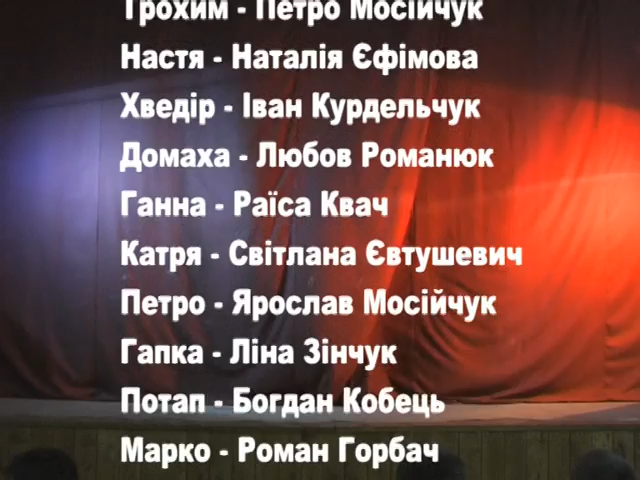 Трохим - Петро Мосійчук
Настя - Наталія Єфімова
Хведір - Іван Курдельчук
Домаха - Любов Романюк
Ганна - Раїса Квач
Катря - Світлана Євтушевич
Петро - Ярослав Мосійчук
Гапка - Ліна Зінчук
Потап - Богдан Кобець
Марко - Роман Горбач